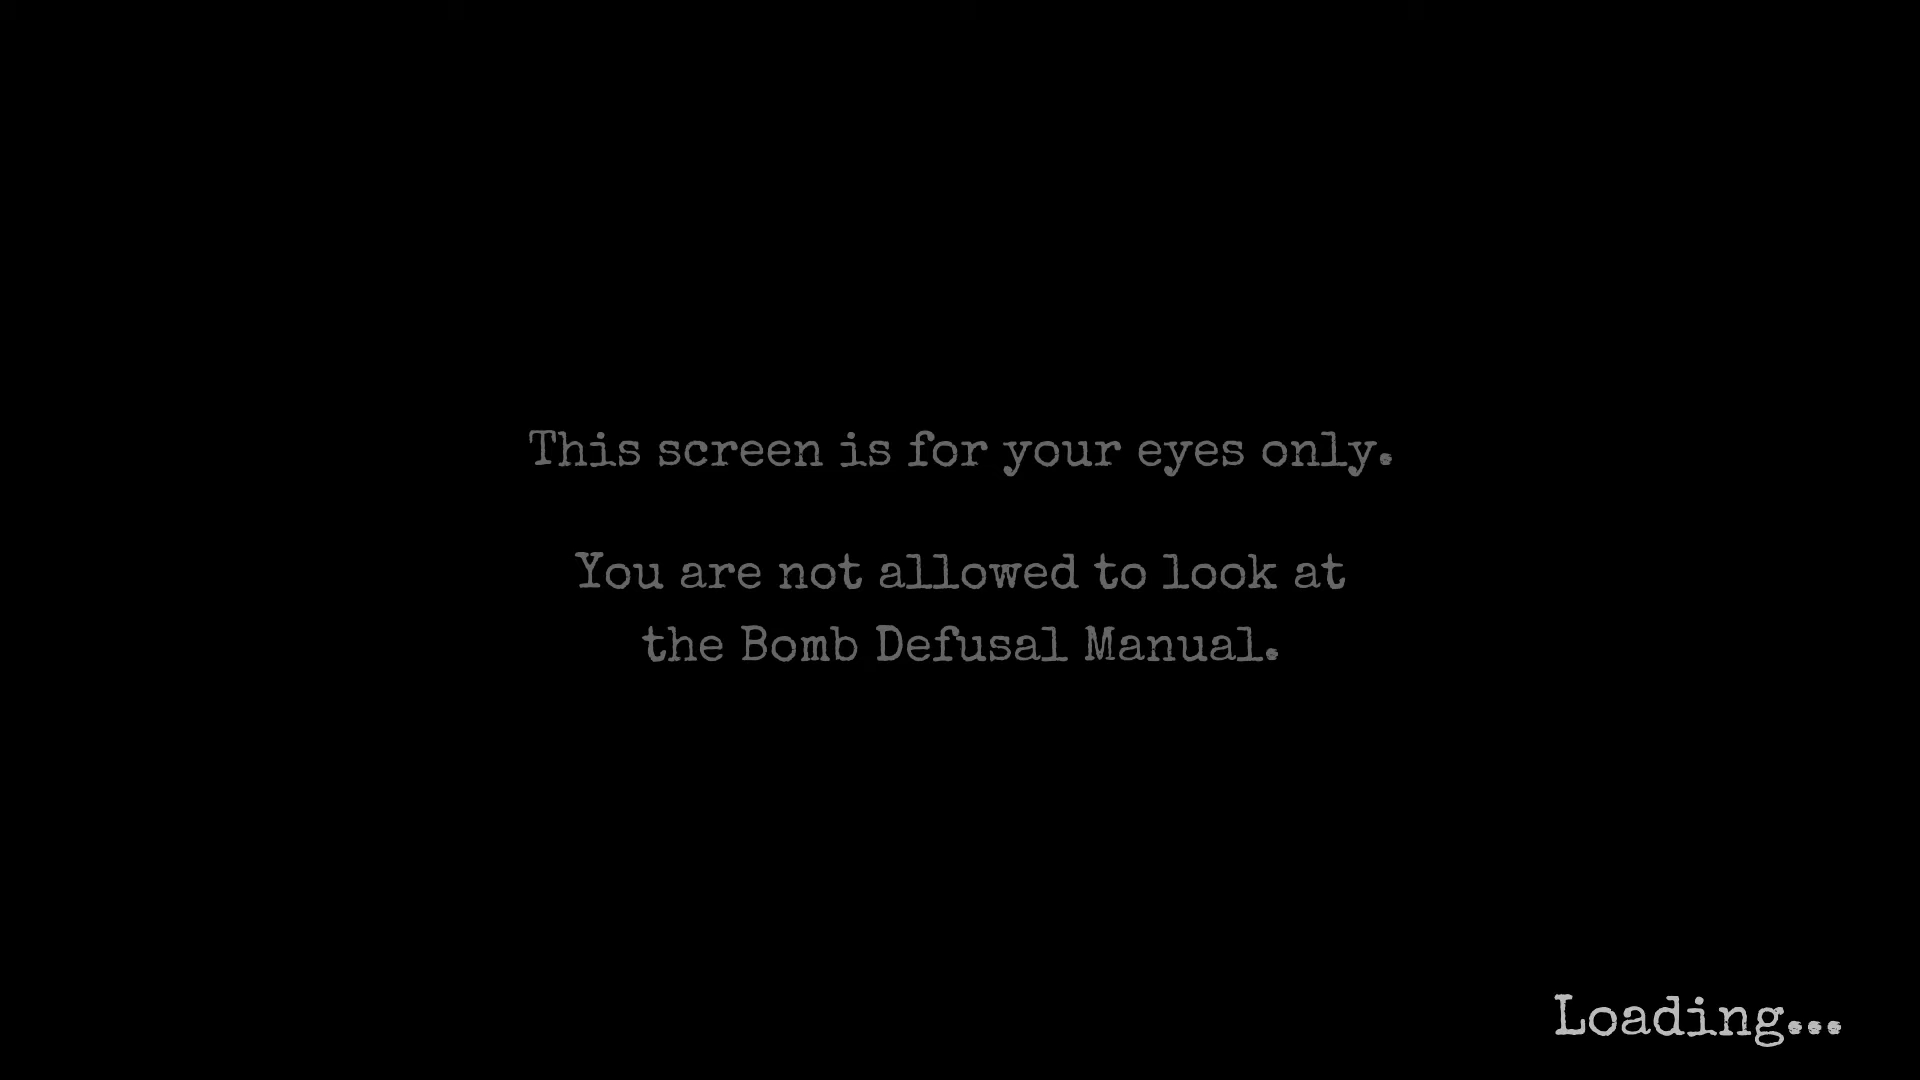 This screen is for your eyes only.
You are not allowed to look at
the Bomb Defusal Manual.
Loading...